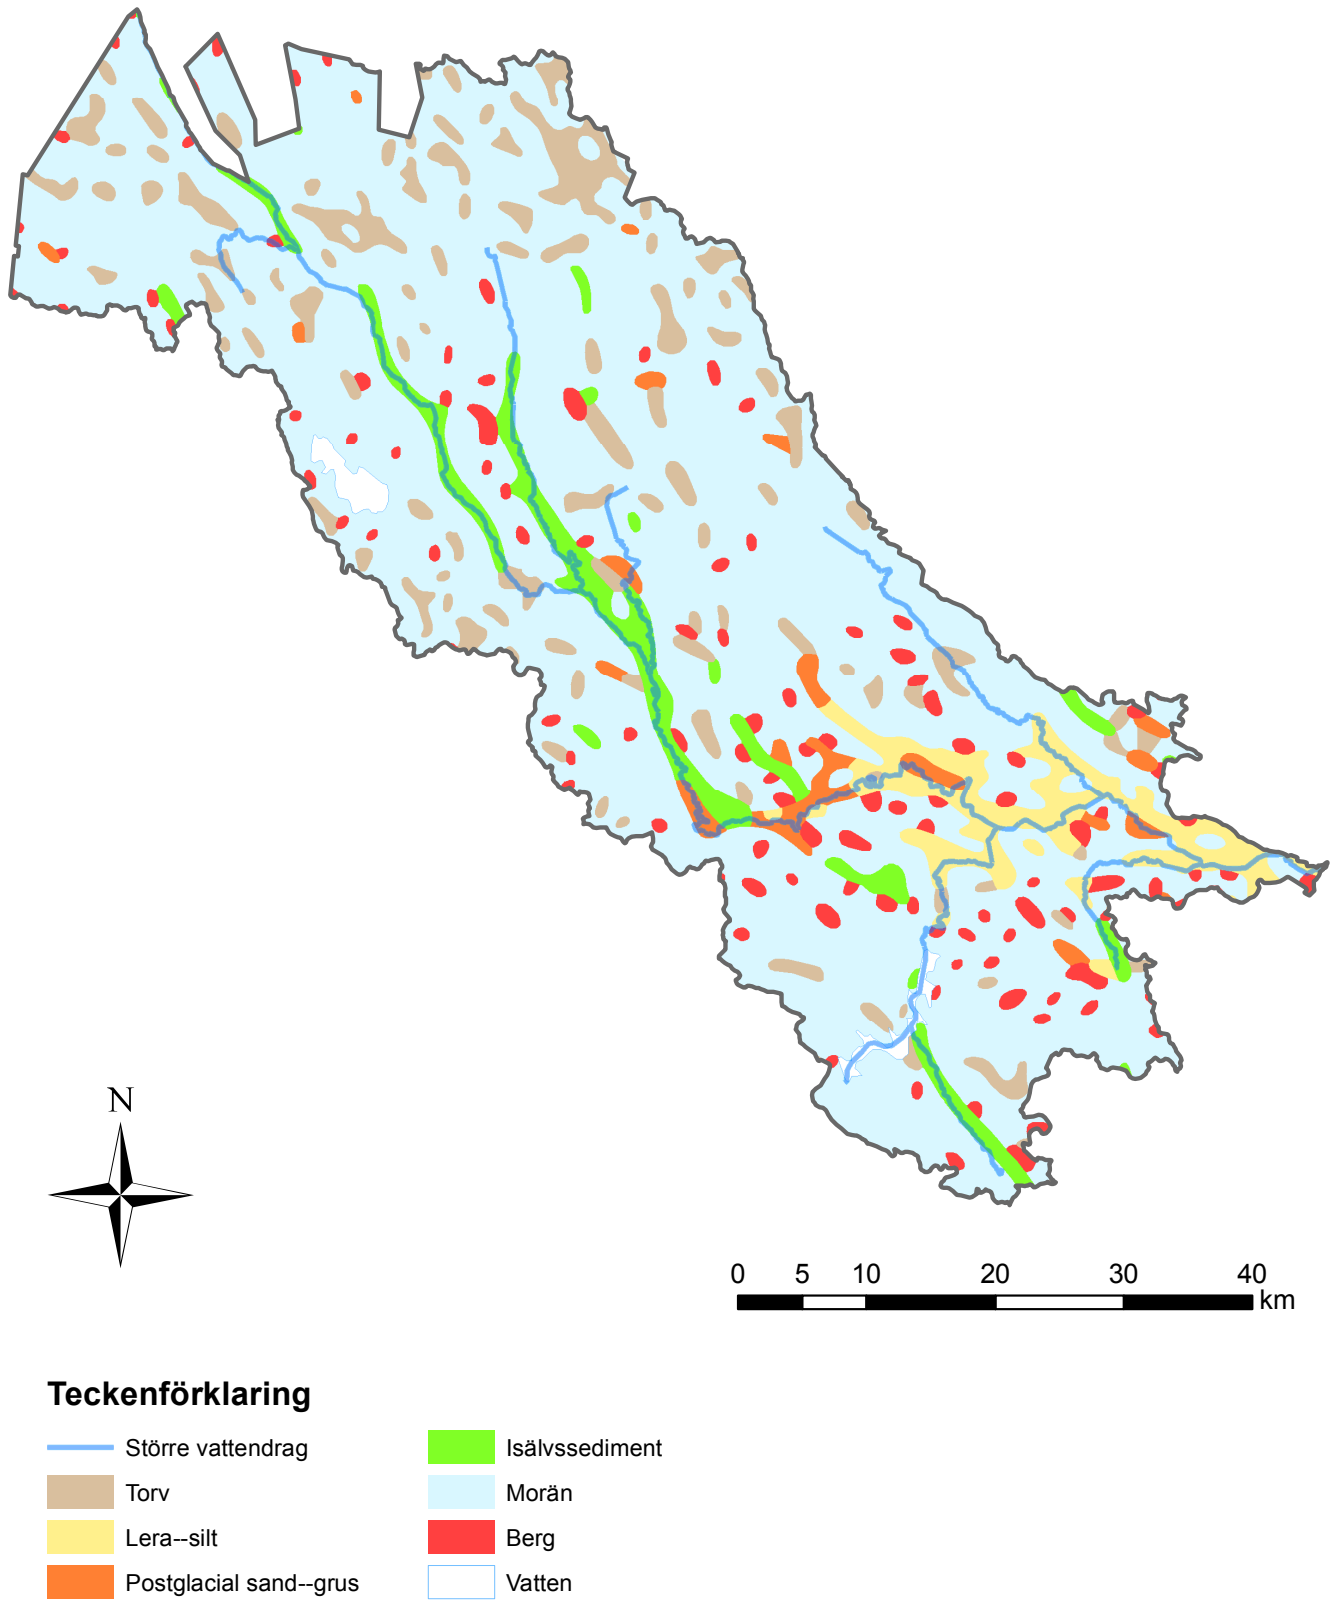 N
0 5 10 20 30 40
km
Teckenförklaring
Större vattendrag
Torv
Lera--silt
Postglacial sand--grus
Isälvssediment
Morän
Berg
Vatten